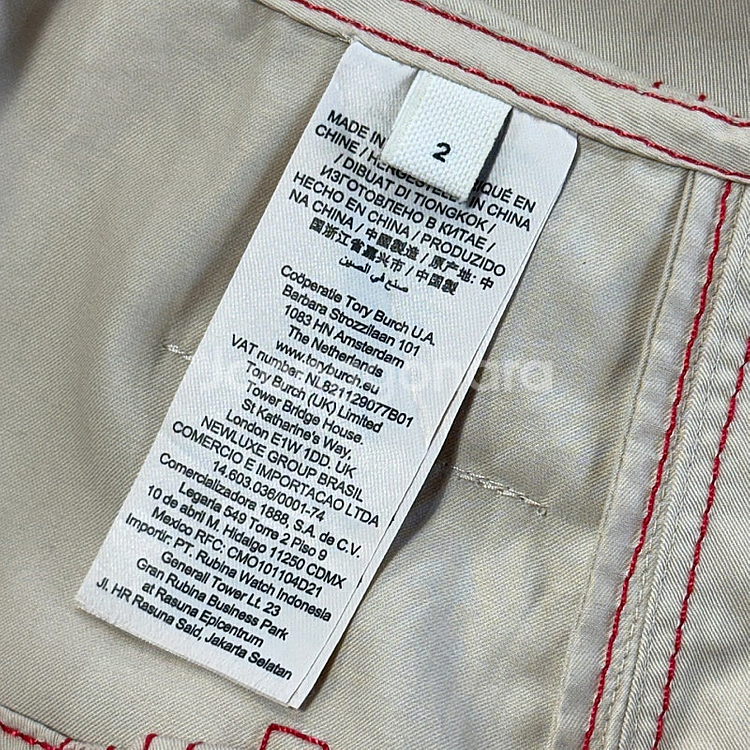 2
MADE IN QUÉ EN
CHINE / HERGESTELL IN CHINA
/ DIBUAT DI TIONGKOK /
ИЗГОТОВЛЕНО В КИТАЕ /
HECHO EN CHINA / PRODUZIDO
NA CHINA / 中國製造 / 原产地: 中
国浙江省嘉兴市 / 中國製
صنع في الصين
Coöperatie Tory Burch U.A.
Barbara Strozzilaan 101
1083 HN Amsterdam
The Netherlands
www.toryburch.eu
VAT number: NL821129077B01
Tory Burch (UK) Limited
Tower Bridge House,
St Katharine's Way,
London E1W 1DD. UK
NEWLUXE GROUP BRASIL
COMERCIO E IMPORTACAO LTDA
14.603.036/0001-74
Comercializadora 1888, S.A. de C.V.
Legaria 549 Torre 2 Piso 9
10 de abril M. Hidalgo 11250 CDMX
Mexico RFC: CMO101104D21
Importir: PT. Rubina Watch Indonesia
Generali Tower Lt. 23
Gran Rubina Business Park
at Rasuna Epicentrum
Jl. HR Rasuna Said, Jakarta Selatan